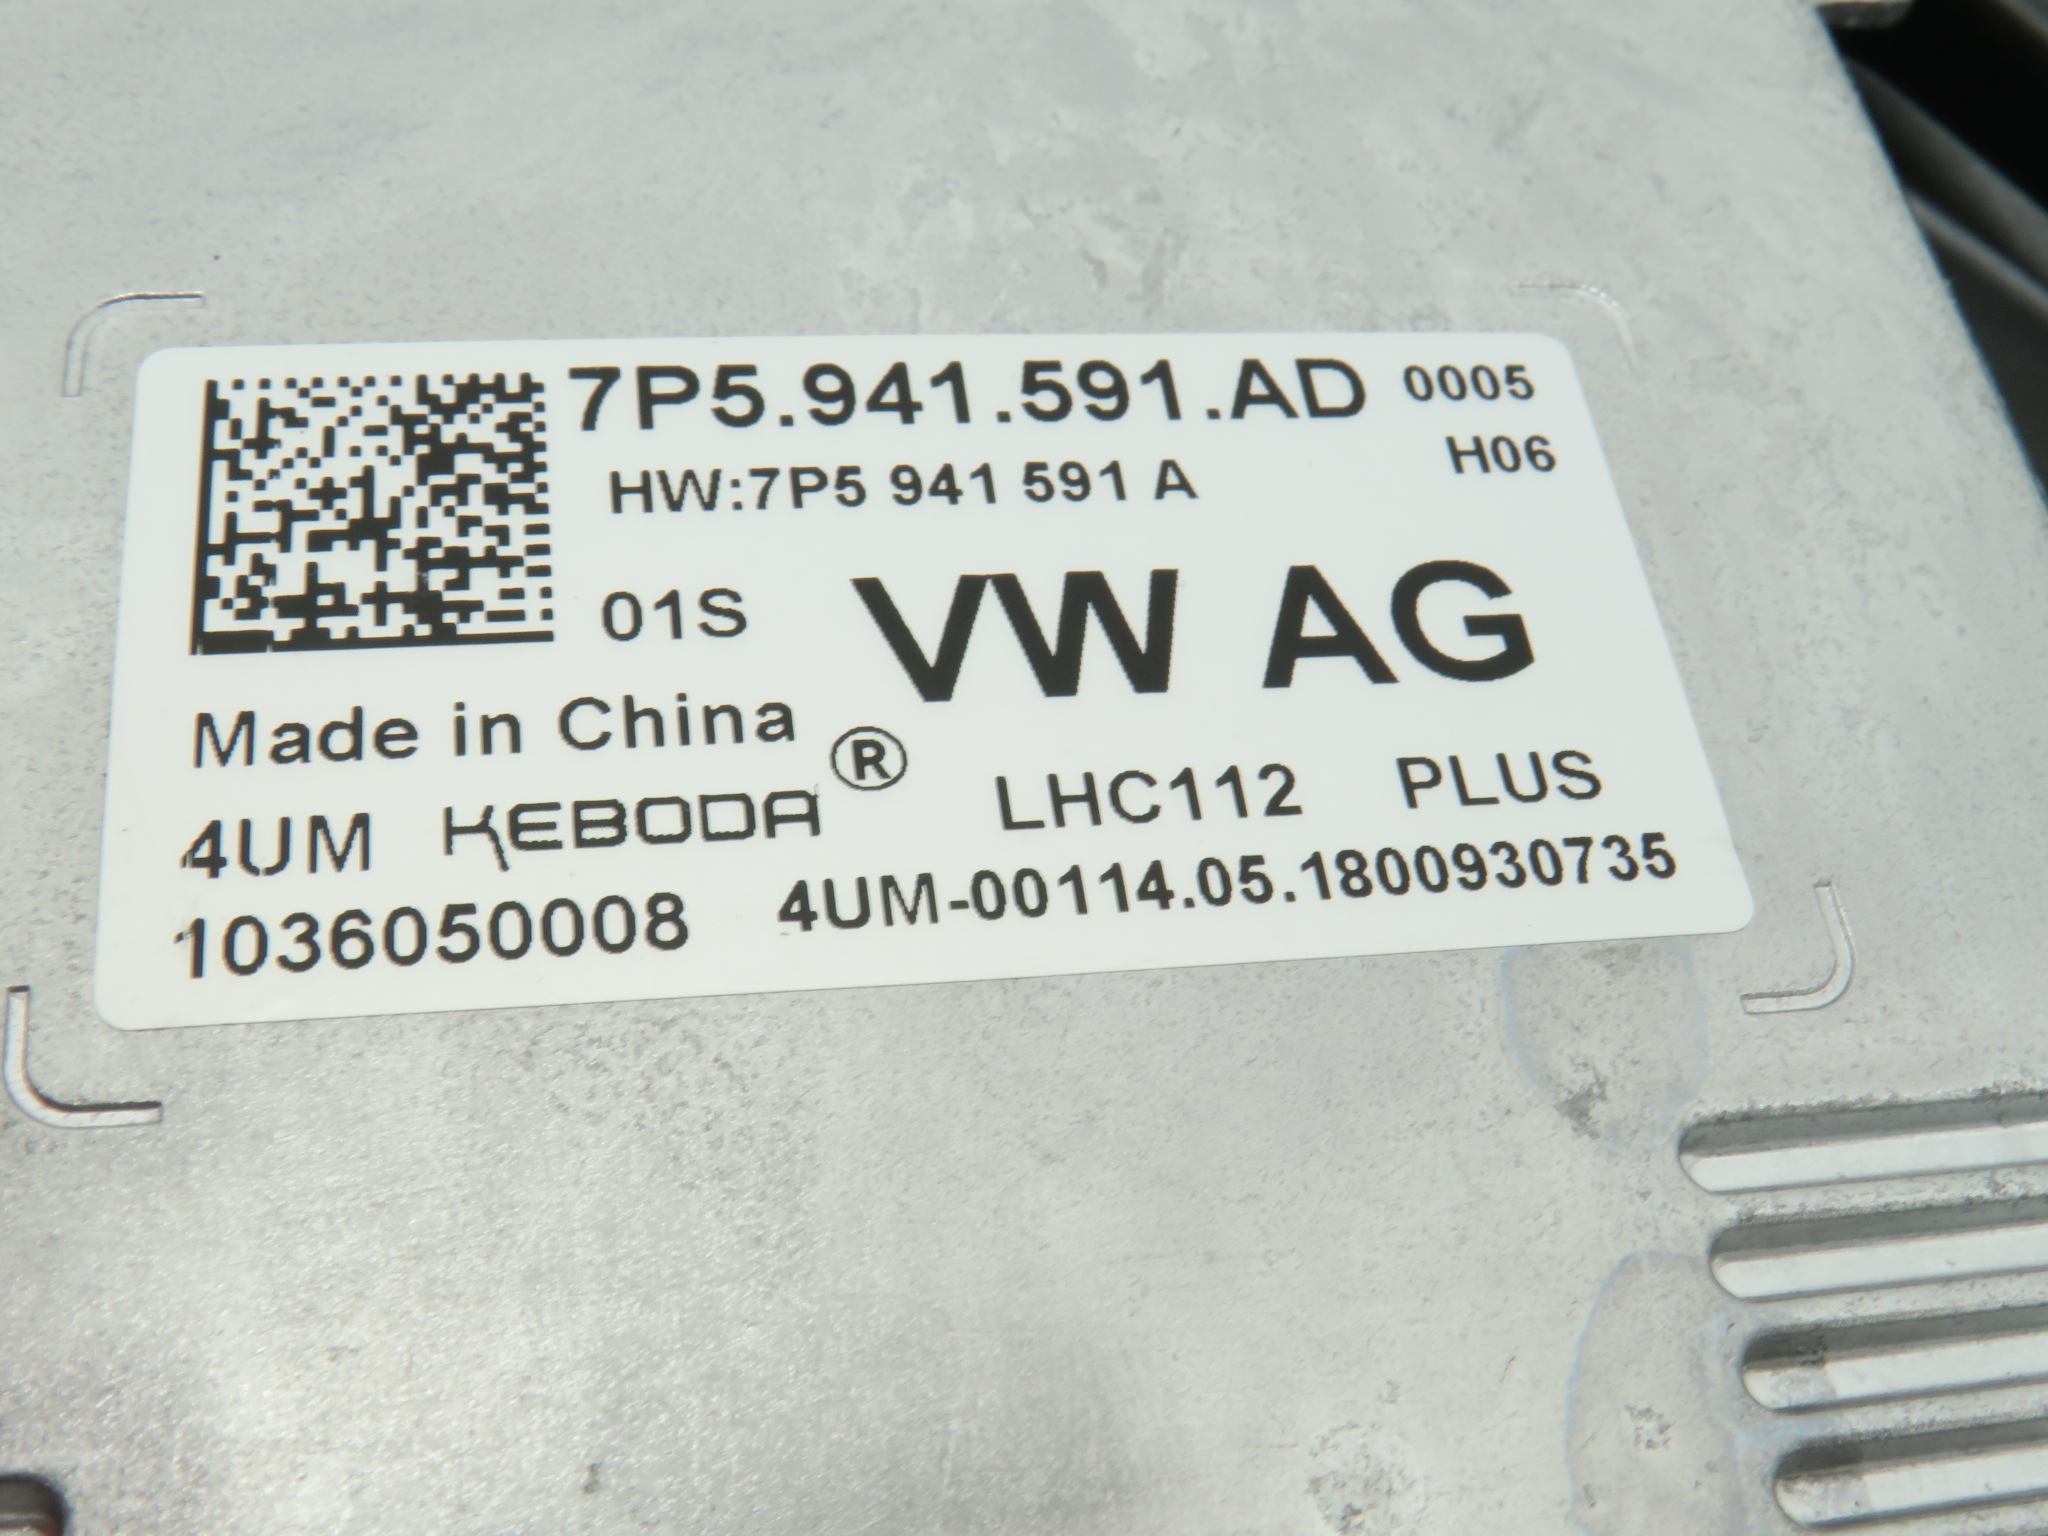 7P5.941.591.AD 0005
HW:7P5 941 591 A H06
01S VW AG
Made in China
4UM KEBODA® LHC112 PLUS
1036050008 4UM-00114.05.1800930735